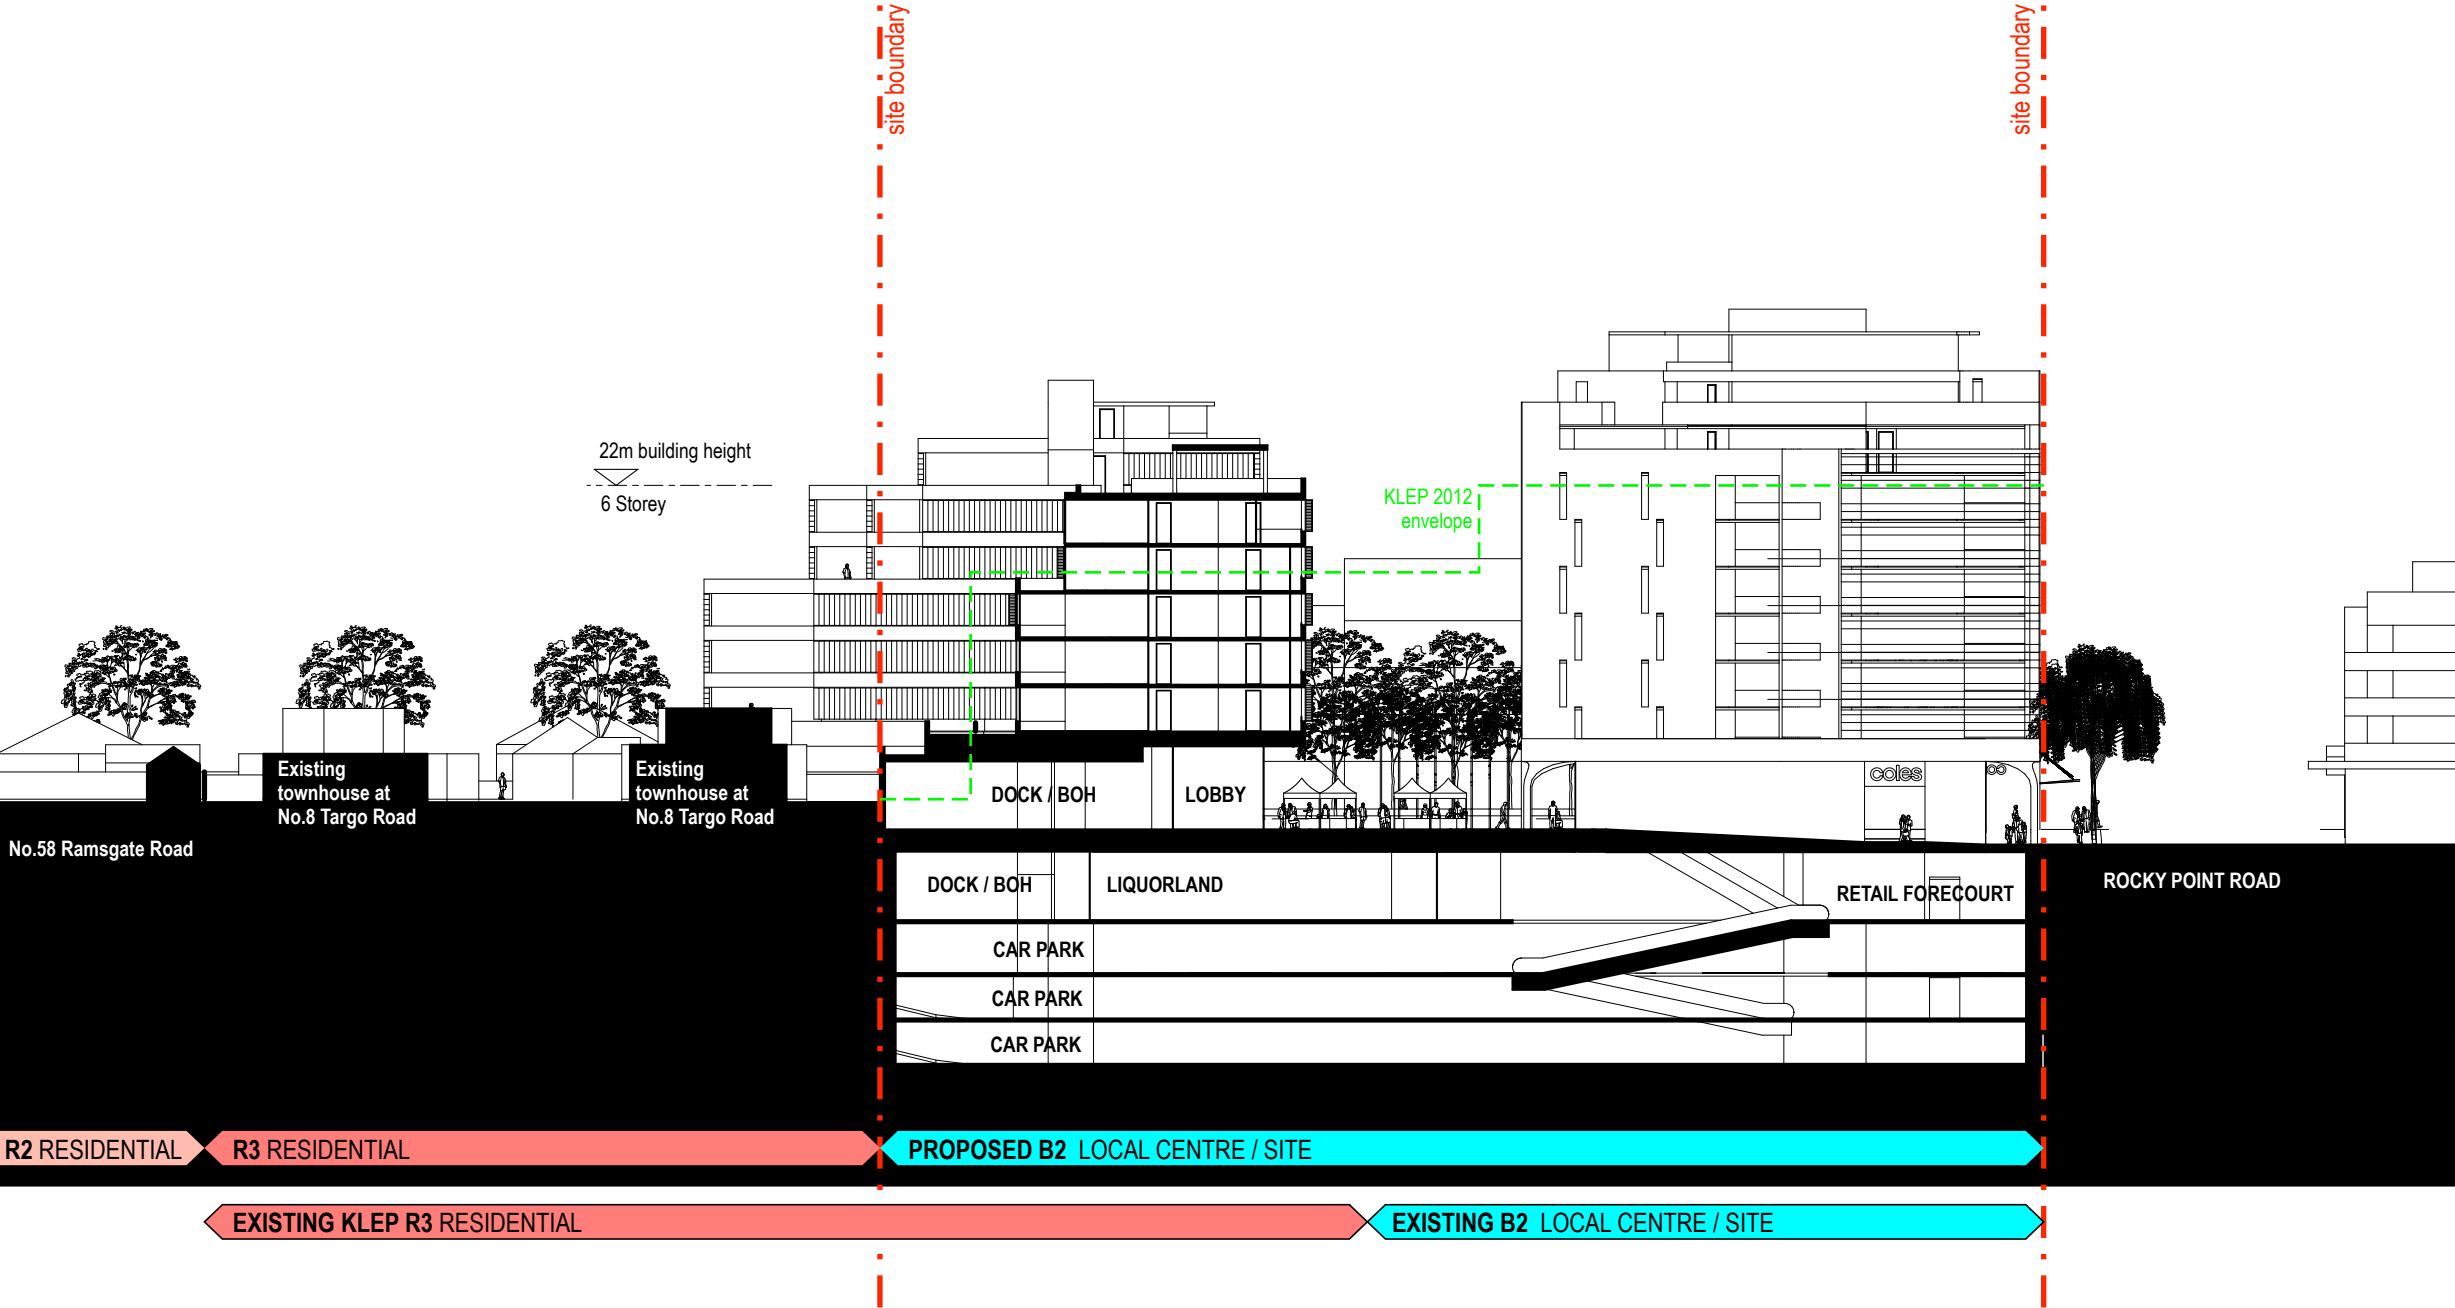 site boundary
site boundary
22m building height
6 Storey
KLEP 2012
envelope
Existing
townhouse at
No.8 Targo Road
Existing
townhouse at
No.8 Targo Road
DOCK / BOH
LOBBY
coles
No.58 Ramsgate Road
DOCK / BOH
LIQUORLAND
RETAIL FORECOURT
ROCKY POINT ROAD
CAR PARK
CAR PARK
CAR PARK
R2 RESIDENTIAL
R3 RESIDENTIAL
PROPOSED B2 LOCAL CENTRE / SITE
EXISTING KLEP R3 RESIDENTIAL
EXISTING B2 LOCAL CENTRE / SITE